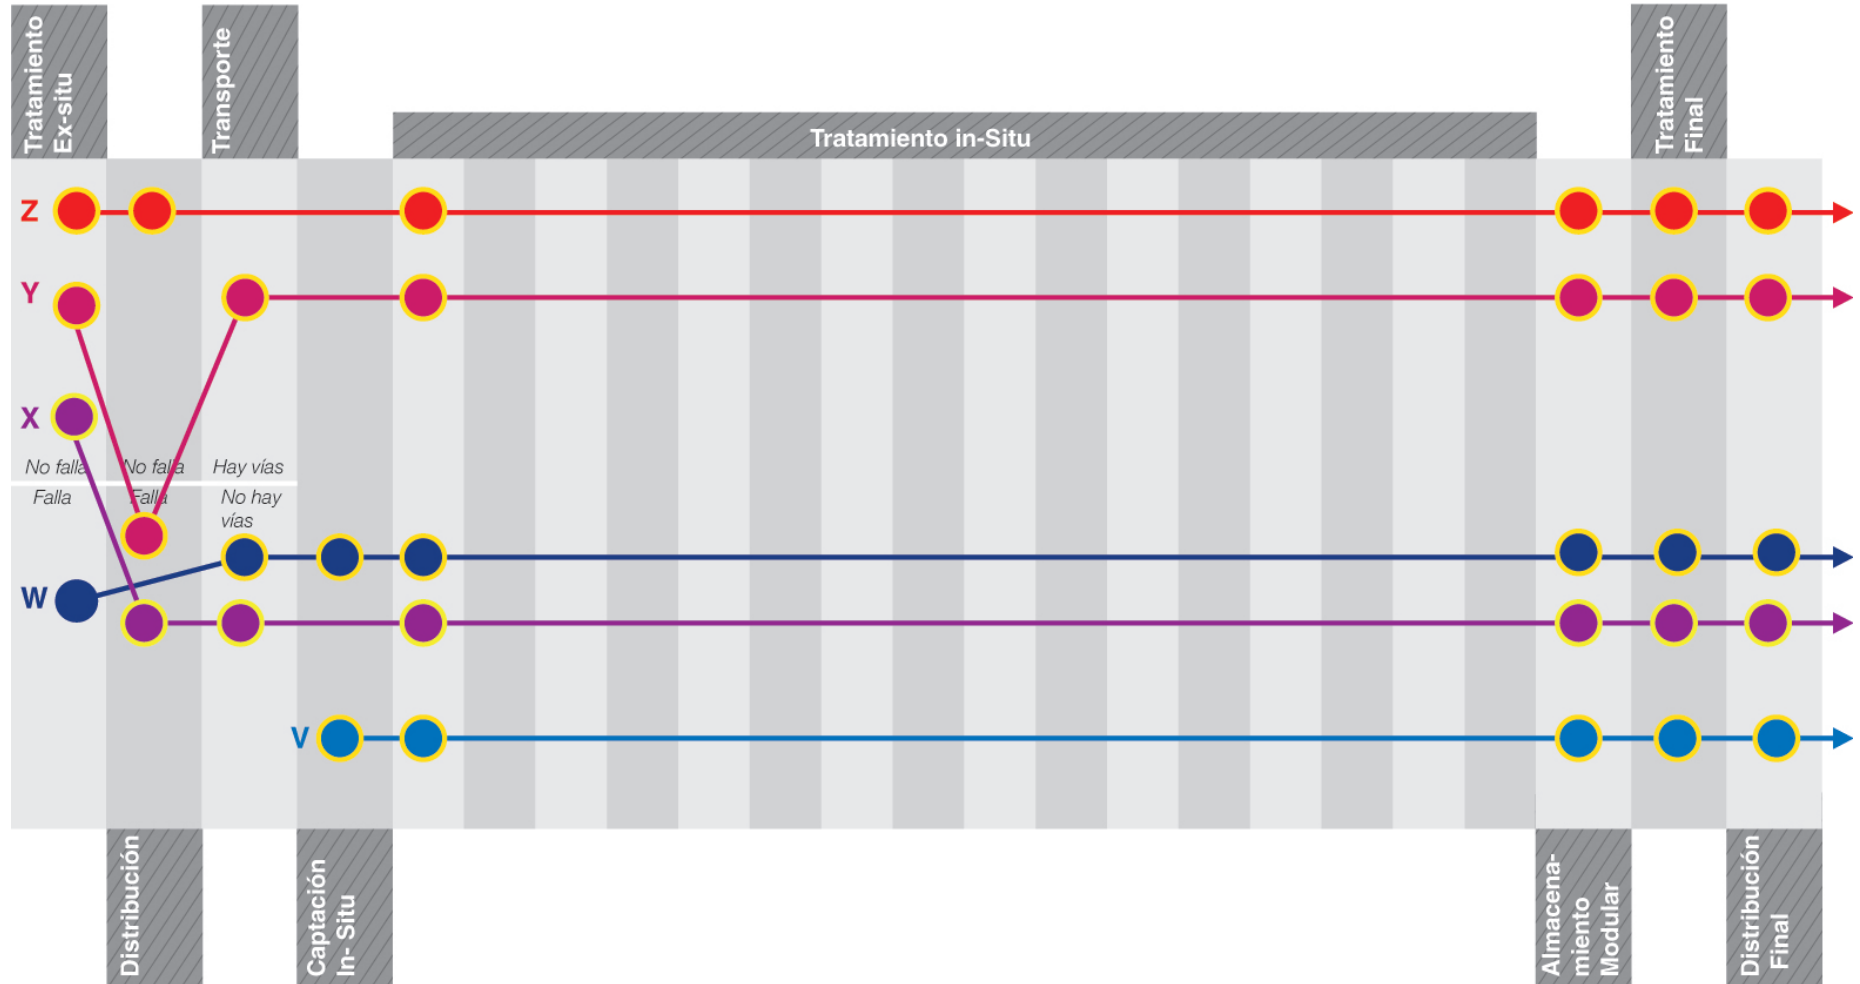 Tratamiento
Ex-situ
Transporte
Tratamiento in-Situ
Tratamiento
Final
Z
Y
X
No falla
No falla
Hay vías
Falla
Falla
No hay
vías
W
V
Distribución
Captación
In- Situ
Almacena-
miento
Modular
Distribución
Final